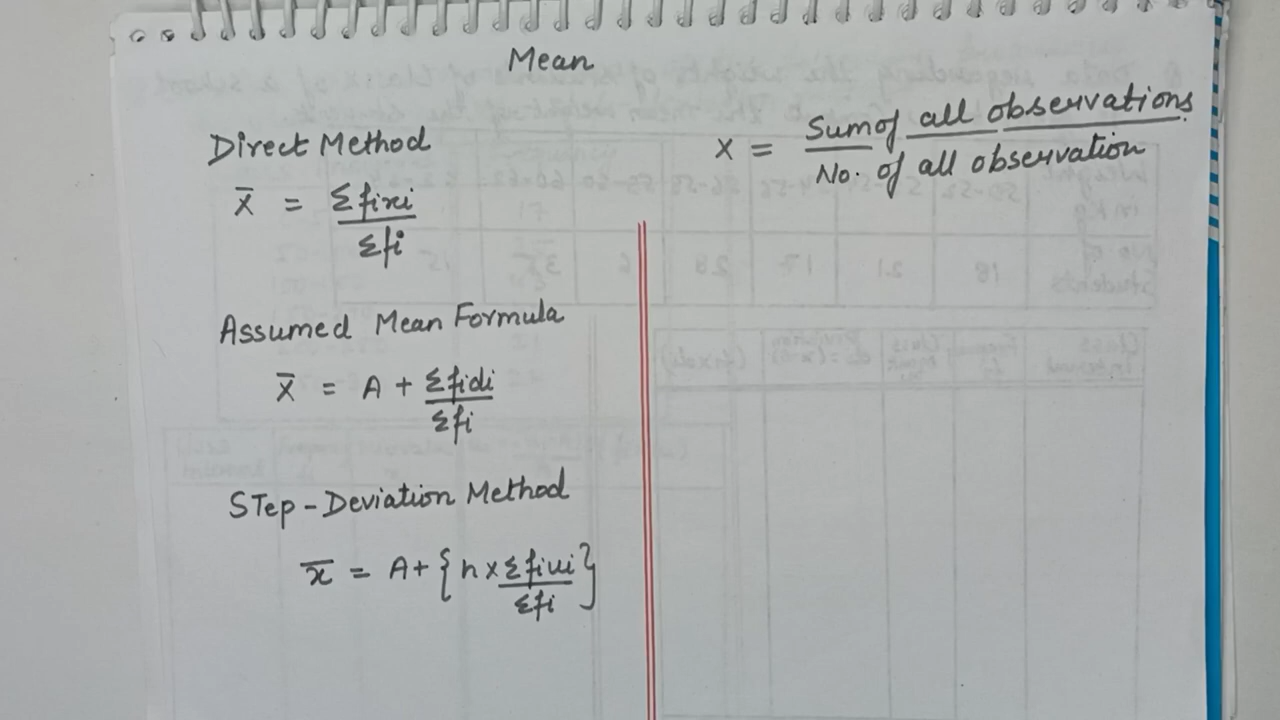 Mean
Direct Method
x̄ = Σfixi / Σfi
X = Sum of all observations / No. of all observation
Assumed Mean Formula
x̄ = A + Σfidi / Σfi
STep - Deviation Method
x̄ = A + {h x Σfiui / Σfi}